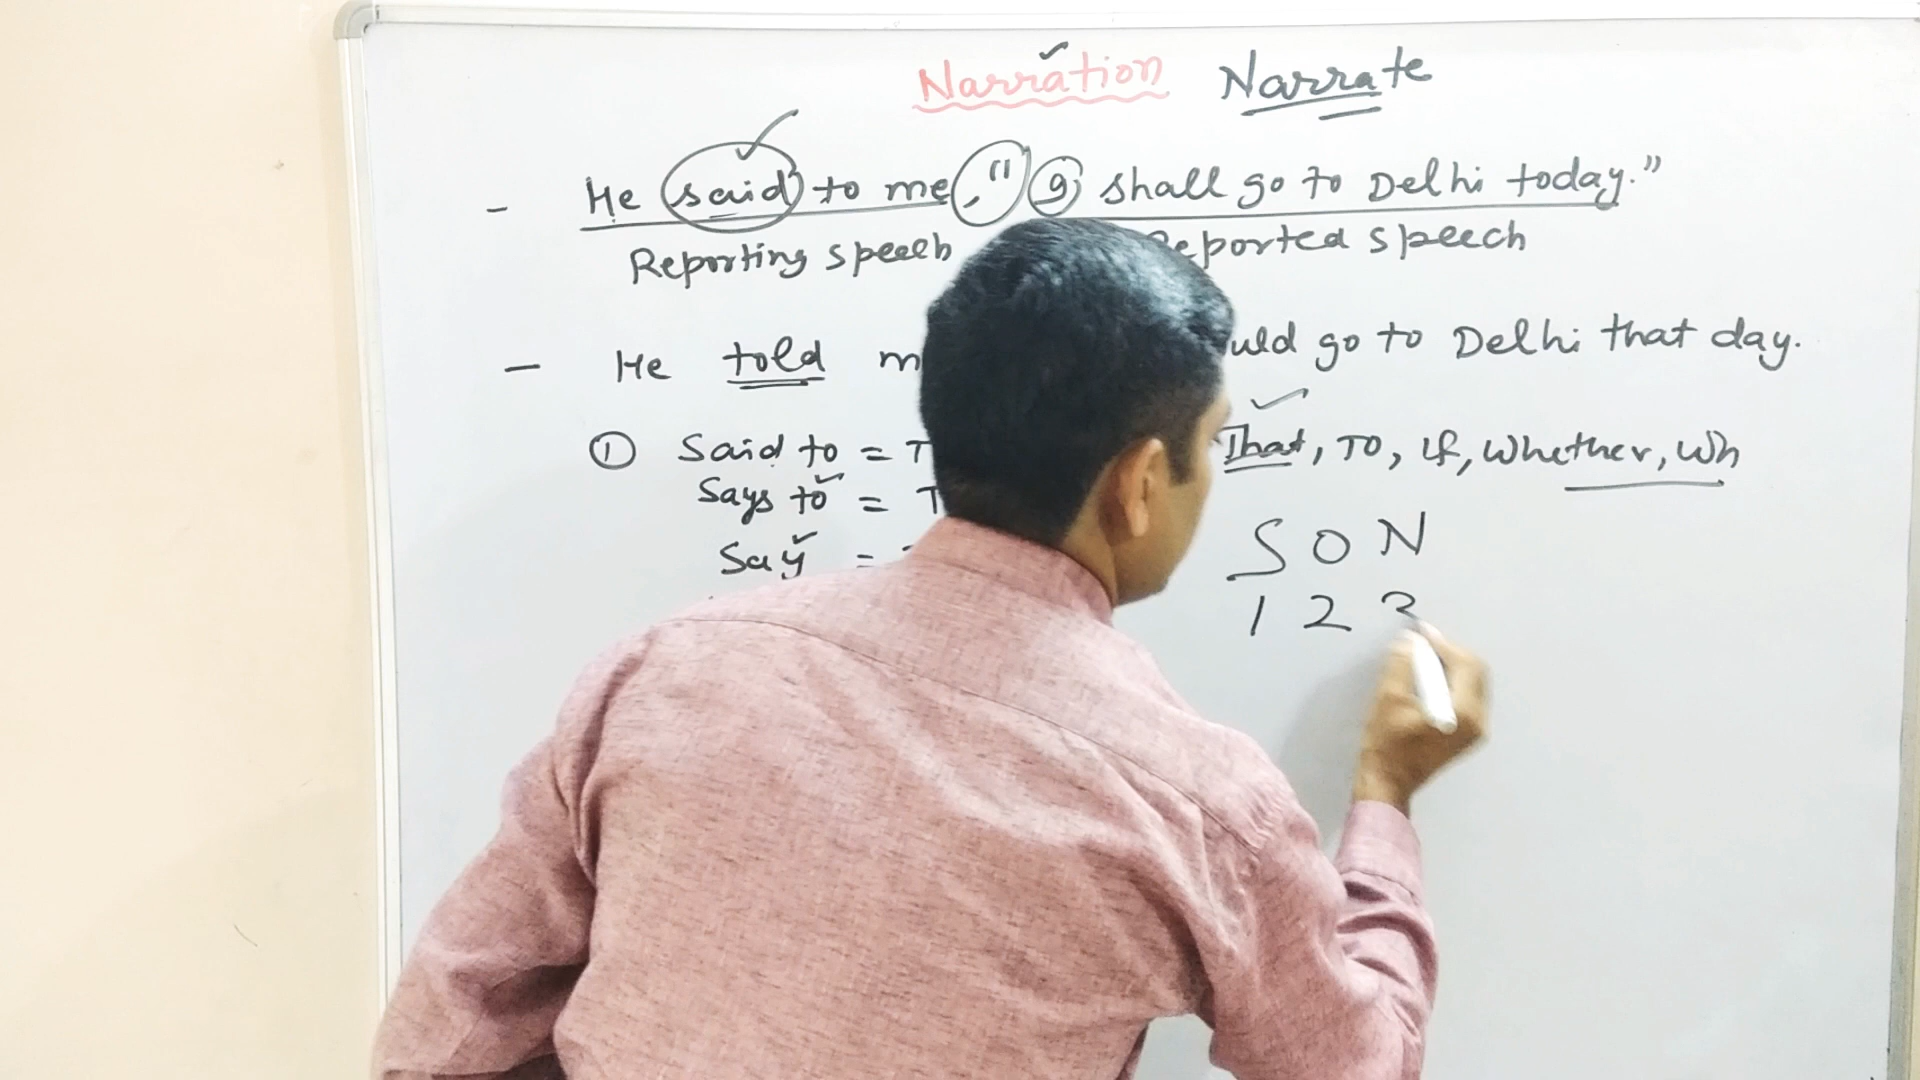 Narration Narrate
- He said to me, "I shall go to Delhi today."
Reporting speech Reported speech
- He told m uld go to Delhi that day.
① Said to = T That, To, If, Whether, Wh
Says to = T
Say =
S O N
1 2 3